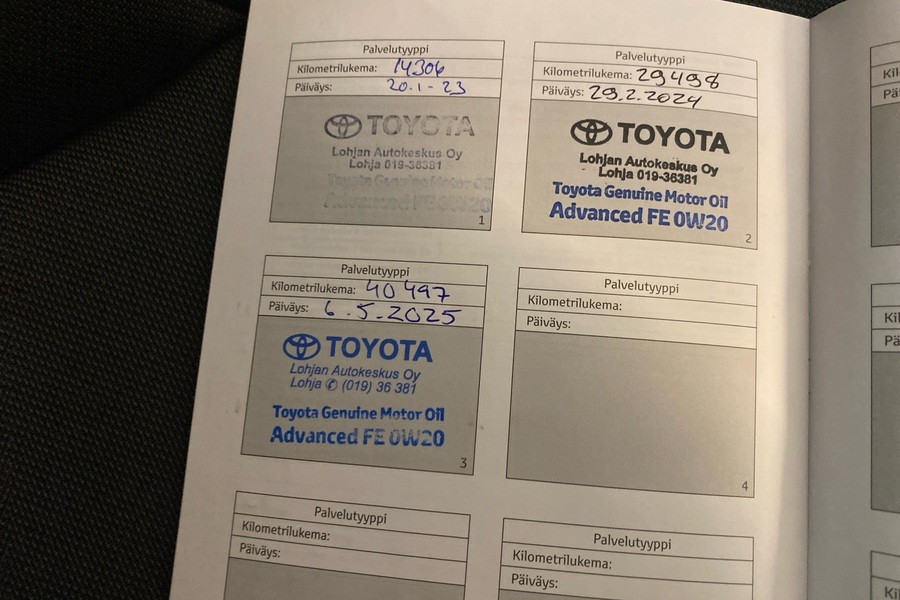 Palvelutyyppi
Kilometrilukema: 14306
Päiväys: 20.1-23
TOYOTA
Lohjan Autokeskus Oy
Lohja 019-36381
Toyota Genuine Motor Oil
Advanced FE 0W20
1
Palvelutyyppi
Kilometrilukema: 29498
Päiväys: 29.2.2024
TOYOTA
Lohjan Autokeskus Oy
Lohja 019-36381
Toyota Genuine Motor Oil
Advanced FE 0W20
2
Palvelutyyppi
Kilometrilukema: 40497
Päiväys: 6.5.2025
TOYOTA
Lohjan Autokeskus Oy
Lohja ✆ (019) 36 381
Toyota Genuine Motor Oil
Advanced FE 0W20
3
Palvelutyyppi
Kilometrilukema:
Päiväys:
4
Palvelutyyppi
Kilometrilukema:
Päiväys:
Palvelutyyppi
Kilometrilukema:
Päiväys: